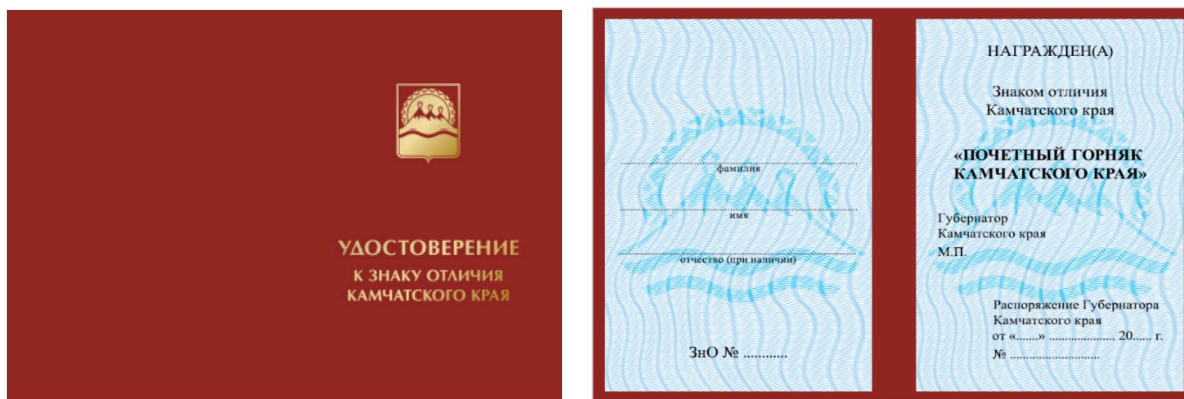 УДОСТОВЕРЕНИЕ
К ЗНАКУ ОТЛИЧИЯ
КАМЧАТСКОГО КРАЯ
фамилия
имя
отчество (при наличии)
ЗнО № ............
НАГРАЖДЕН(А)
Знаком отличия
Камчатского края
«ПОЧЕТНЫЙ ГОРНЯК
КАМЧАТСКОГО КРАЯ»
Губернатор
Камчатского края
М.П.
Распоряжение Губернатора
Камчатского края
от «.......» ..................... 20...... г.
№ ............................